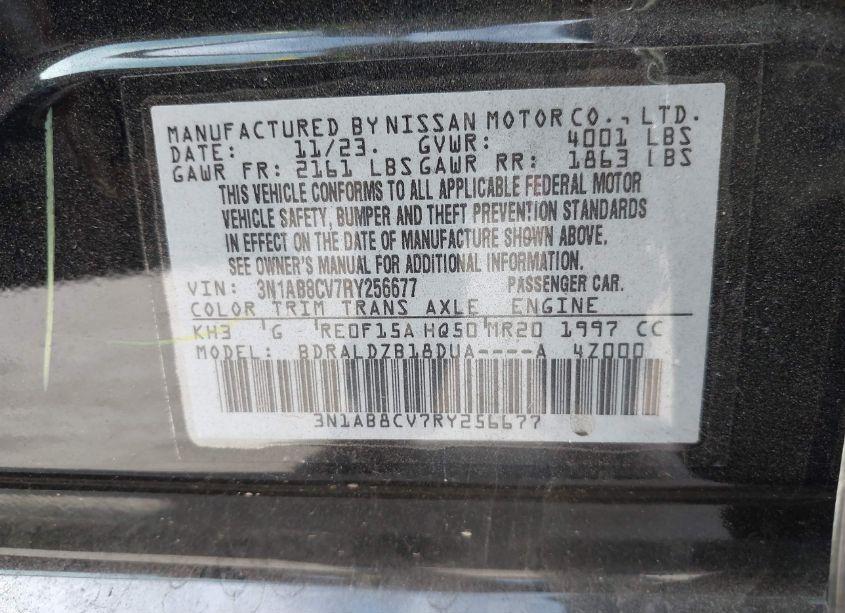 MANUFACTURED BY NISSAN MOTOR CO., LTD.
DATE: 11/23. GVWR: 4001 LBS
GAWR FR: 2161 LBS GAWR RR: 1863 LBS
THIS VEHICLE CONFORMS TO ALL APPLICABLE FEDERAL MOTOR
VEHICLE SAFETY, BUMPER AND THEFT PREVENTION STANDARDS
IN EFFECT ON THE DATE OF MANUFACTURE SHOWN ABOVE.
SEE OWNER'S MANUAL FOR ADDITIONAL INFORMATION.
VIN: 3N1AB8CV7RY256677 PASSENGER CAR.
COLOR TRIM TRANS AXLE ENGINE
KH3 'G 'RE0F15A HQ50'MR20 1997 CC
MODEL: BDRALDZB18DUA----A 4Z000
3N1AB8CV7RY256677